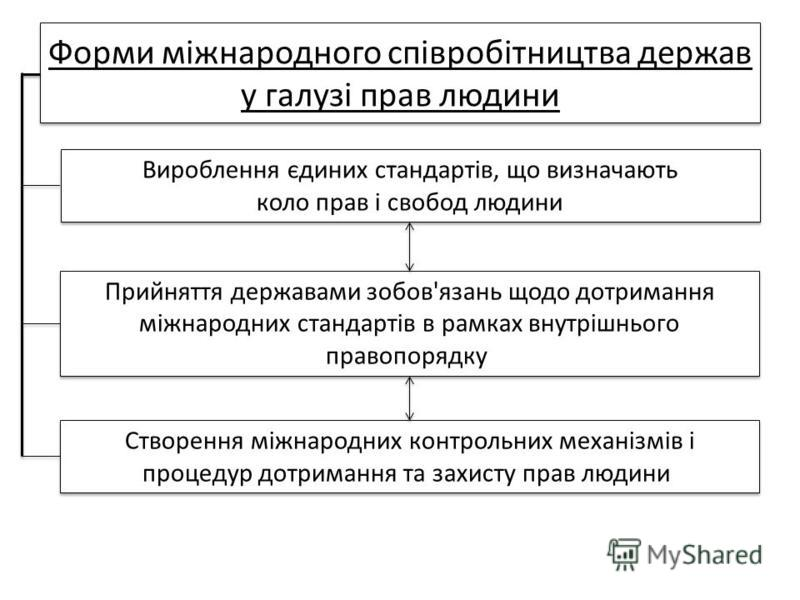 Форми міжнародного співробітництва держав
у галузі прав людини
Вироблення єдиних стандартів, що визначають
коло прав і свобод людини
Прийняття державами зобов'язань щодо дотримання
міжнародних стандартів в рамках внутрішнього
правопорядку
Створення міжнародних контрольних механізмів і
процедур дотримання та захисту прав людини
MyShared